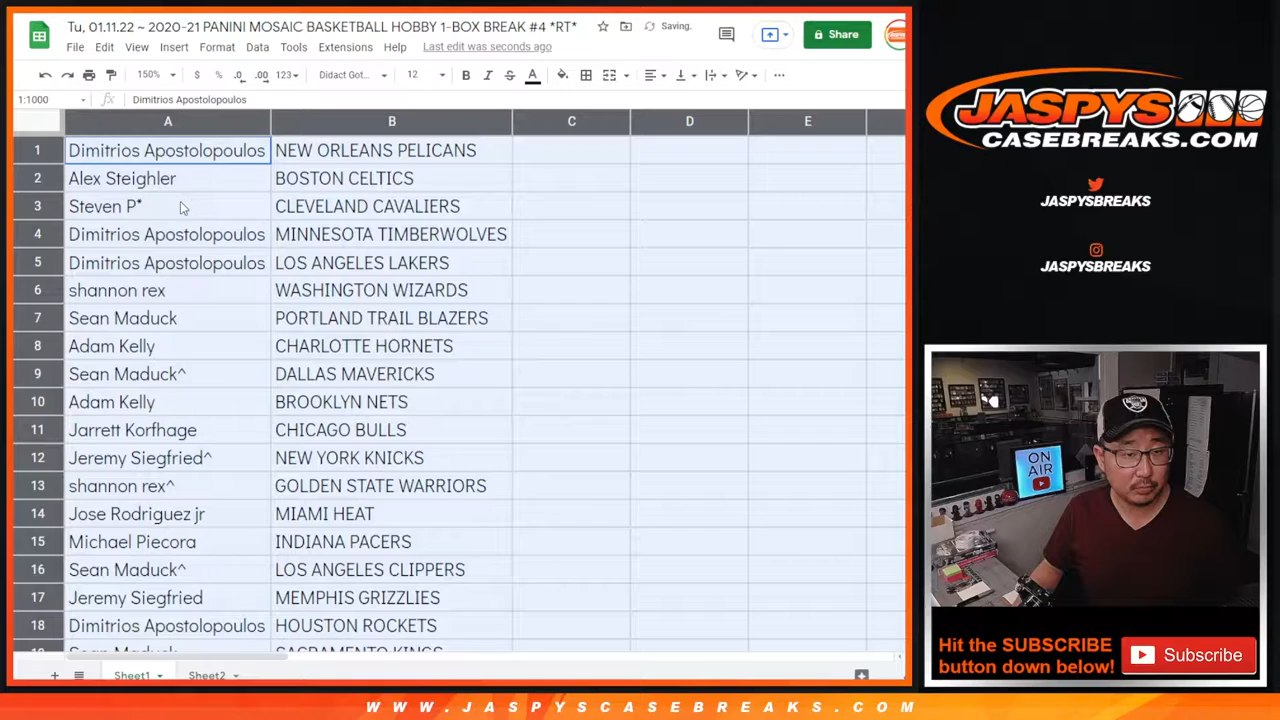 Tu, 01.11.22 ~ 2020-21 PANINI MOSAIC BASKETBALL HOBBY 1-BOX BREAK #4 *RT*
Saving.
Share
File Edit View Insert Format Data Tools Extensions Help Last edit was seconds ago
150% $ % .0 .00 123 Didact Got... 12 B I S A
1:1000 fx Dimitrios Apostolopoulos
A B C D E
1 Dimitrios Apostolopoulos NEW ORLEANS PELICANS
2 Alex Steighler BOSTON CELTICS
3 Steven P* CLEVELAND CAVALIERS
4 Dimitrios Apostolopoulos MINNESOTA TIMBERWOLVES
5 Dimitrios Apostolopoulos LOS ANGELES LAKERS
6 shannon rex WASHINGTON WIZARDS
7 Sean Maduck PORTLAND TRAIL BLAZERS
8 Adam Kelly CHARLOTTE HORNETS
9 Sean Maduck^ DALLAS MAVERICKS
10 Adam Kelly BROOKLYN NETS
11 Jarrett Korfhage CHICAGO BULLS
12 Jeremy Siegfried^ NEW YORK KNICKS
13 shannon rex^ GOLDEN STATE WARRIORS
14 Jose Rodriguez jr MIAMI HEAT
15 Michael Piecora INDIANA PACERS
16 Sean Maduck^ LOS ANGELES CLIPPERS
17 Jeremy Siegfried MEMPHIS GRIZZLIES
18 Dimitrios Apostolopoulos HOUSTON ROCKETS
Sean Maduck SACRAMENTO KINGS
Sheet1 Sheet2
JASPYS
CASEBREAKS.COM
JASPYSBREAKS
JASPYSBREAKS
ON
AIR
Hit the SUBSCRIBE
button down below!
Subscribe
WWW.JASPYSCASEBREAKS.COM